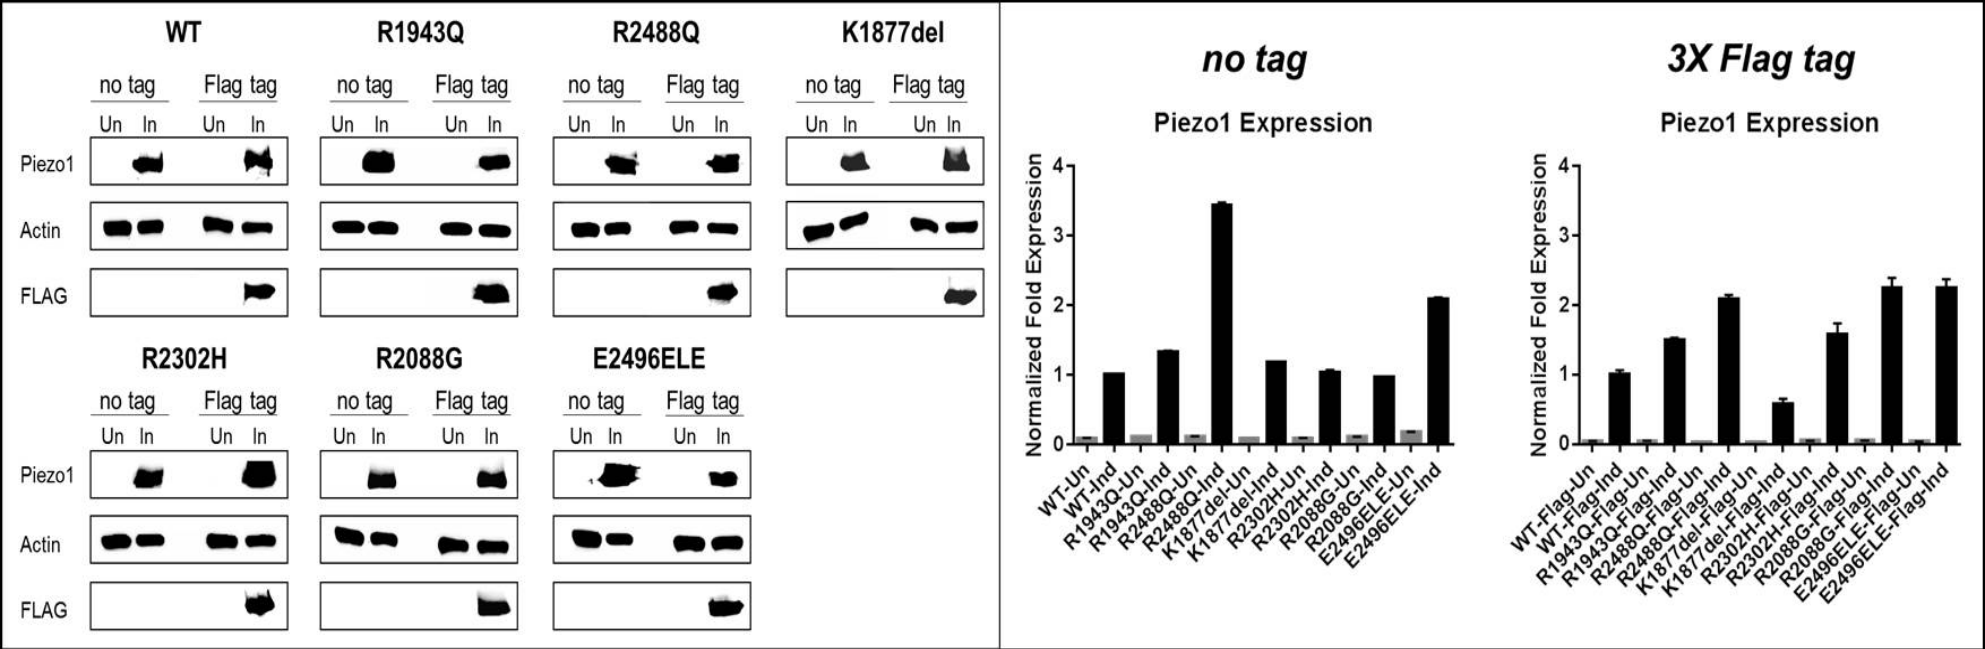 WT R1943Q R2488Q K1877del
no tag Flag tag no tag Flag tag no tag Flag tag no tag Flag tag
Un In Un In Un In Un In Un In Un In Un In Un In
Piezo1
Actin
FLAG
R2302H R2088G E2496ELE
no tag Flag tag no tag Flag tag no tag Flag tag
Un In Un In Un In Un In Un In Un In
Piezo1
Actin
FLAG
no tag
Piezo1 Expression
Normalized Fold Expression
4
3
2
1
0
WT-Un
WT-Ind
R1943Q-Un
R1943Q-Ind
R2488Q-Un
R2488Q-Ind
K1877del-Un
K1877del-Ind
R2302H-Un
R2302H-Ind
R2088G-Un
R2088G-Ind
E2496ELE-Un
E2496ELE-Ind
3X Flag tag
Piezo1 Expression
Normalized Fold Expression
4
3
2
1
0
WT-Flag-Un
WT-Flag-Ind
R1943Q-Flag-Un
R1943Q-Flag-Ind
R2488Q-Flag-Un
R2488Q-Flag-Ind
K1877del-Flag-Un
K1877del-Flag-Ind
R2302H-Flag-Un
R2302H-Flag-Ind
R2088G-Flag-Un
R2088G-Flag-Ind
E2496ELE-Flag-Un
E2496ELE-Flag-Ind